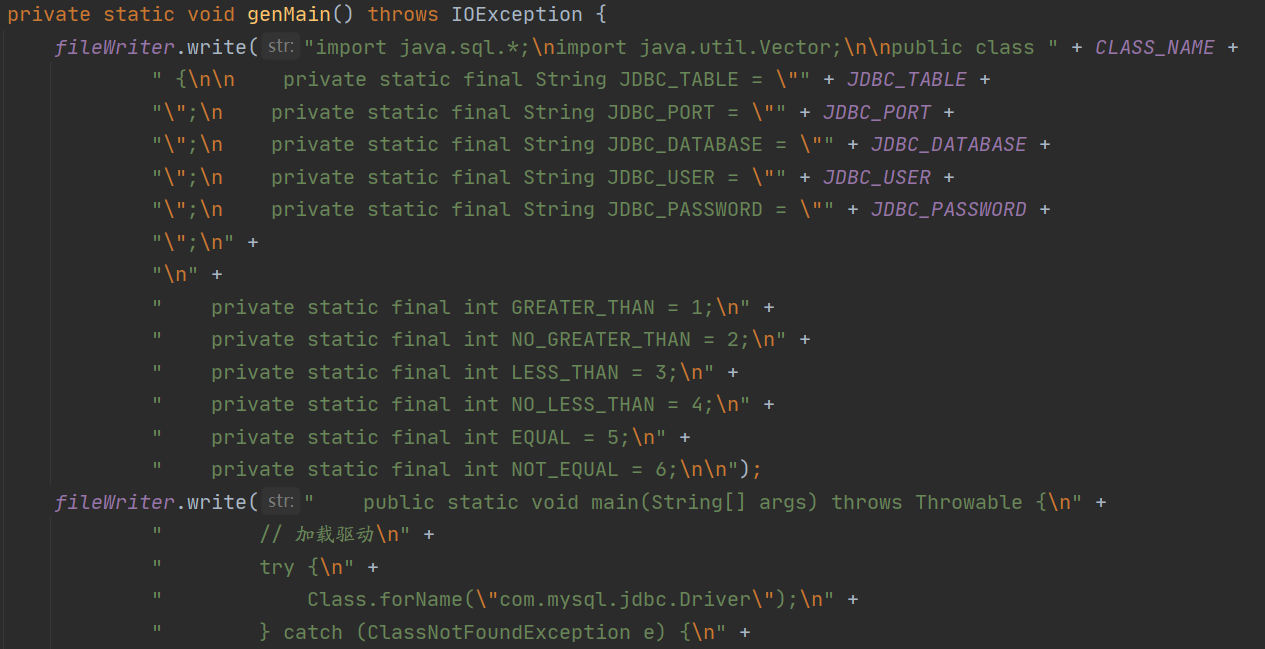 private static void genMain() throws IOException {
    fileWriter.write( str: "import java.sql.*;\nimport java.util.Vector;\n\npublic class " + CLASS_NAME +
            " {\n\n    private static final String JDBC_TABLE = \"" + JDBC_TABLE +
            "\";\n    private static final String JDBC_PORT = \"" + JDBC_PORT +
            "\";\n    private static final String JDBC_DATABASE = \"" + JDBC_DATABASE +
            "\";\n    private static final String JDBC_USER = \"" + JDBC_USER +
            "\";\n    private static final String JDBC_PASSWORD = \"" + JDBC_PASSWORD +
            "\";\n" +
            "\n" +
            "    private static final int GREATER_THAN = 1;\n" +
            "    private static final int NO_GREATER_THAN = 2;\n" +
            "    private static final int LESS_THAN = 3;\n" +
            "    private static final int NO_LESS_THAN = 4;\n" +
            "    private static final int EQUAL = 5;\n" +
            "    private static final int NOT_EQUAL = 6;\n\n");
    fileWriter.write( str: "    public static void main(String[] args) throws Throwable {\n" +
            "        // 加载驱动\n" +
            "        try {\n" +
            "            Class.forName(\"com.mysql.jdbc.Driver\");\n" +
            "        } catch (ClassNotFoundException e) {\n" +